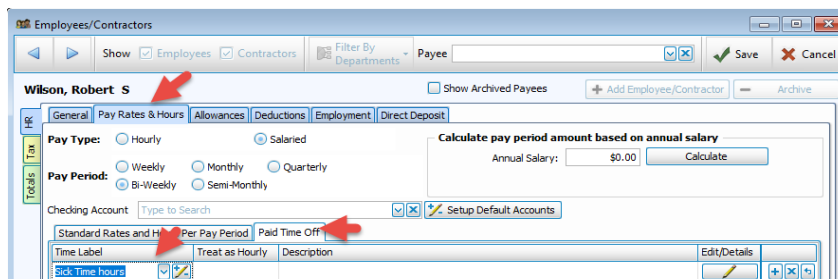 Employees/Contractors
Show Employees Contractors Filter By Departments Payee Save Cancel
Wilson, Robert S Show Archived Payees Add Employee/Contractor Archive
HR
Tax
Totals
General Pay Rates & Hours Allowances Deductions Employment Direct Deposit
Pay Type: Hourly Salaried
Calculate pay period amount based on annual salary
Annual Salary: $0.00 Calculate
Pay Period: Weekly Monthly Quarterly
Bi-Weekly Semi-Monthly
Checking Account Type to Search Setup Default Accounts
Standard Rates and Hours Per Pay Period Paid Time Off
Time Label Treat as Hourly Description Edit/Details
Sick Time hours